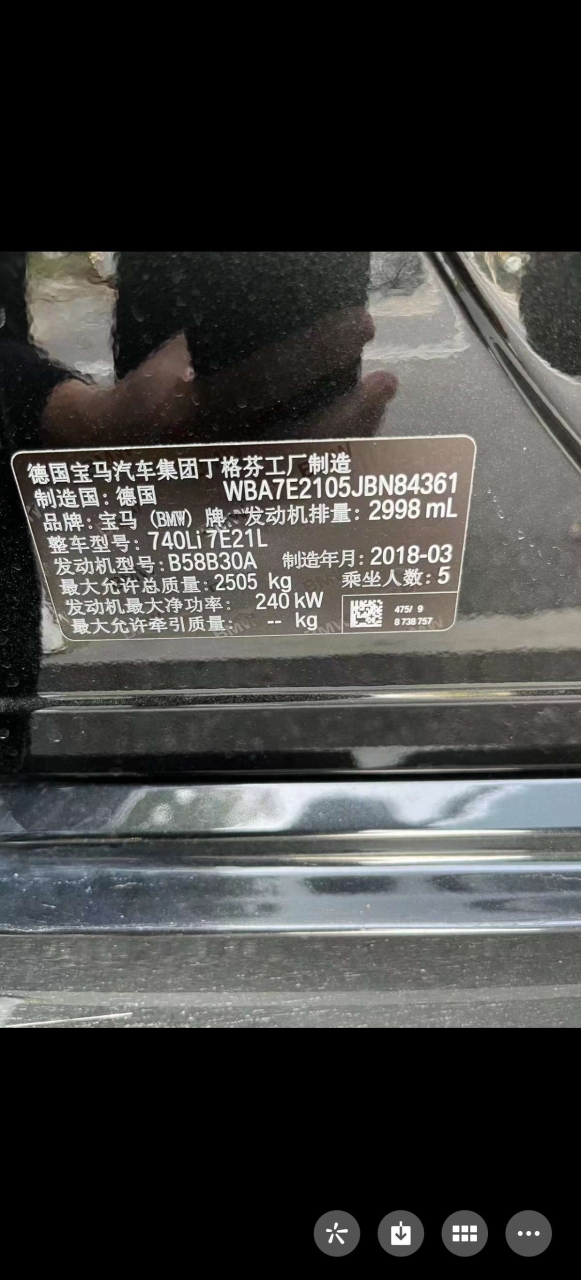 德国宝马汽车集团丁格芬工厂制造
制造国: 德国 WBA7E2105JBN84361
品牌: 宝马 (BMW) 牌 发动机排量: 2998 mL
整车型号: 740Li 7E21L
发动机型号: B58B30A 制造年月: 2018-03
最大允许总质量: 2505 kg 乘坐人数: 5
发动机最大净功率: 240 kW
最大允许牵引质量: -- kg
475/ 9
8 738 757